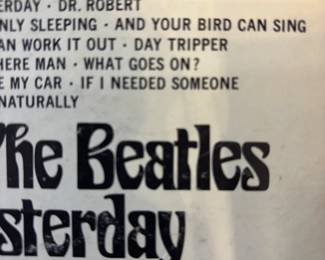 ERDAY · DR. ROBERT
NLY SLEEPING · AND YOUR BIRD CAN SING
AN WORK IT OUT · DAY TRIPPER
HERE MAN · WHAT GOES ON?
E MY CAR · IF I NEEDED SOMEONE
NATURALLY
The Beatles
sterday